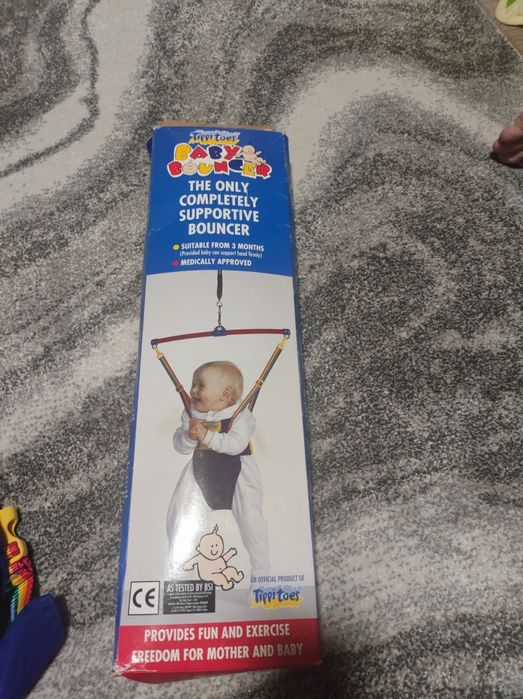 Tippitoes
BABY
BOUNCER
THE ONLY
COMPLETELY
SUPPORTIVE
BOUNCER
SUITABLE FROM 3 MONTHS
(Provided baby can support head firmly)
MEDICALLY APPROVED
CE
AS TESTED BY BSI
AN OFFICIAL PRODUCT OF
Tippitoes
PROVIDES FUN AND EXERCISE
FREEDOM FOR MOTHER AND BABY